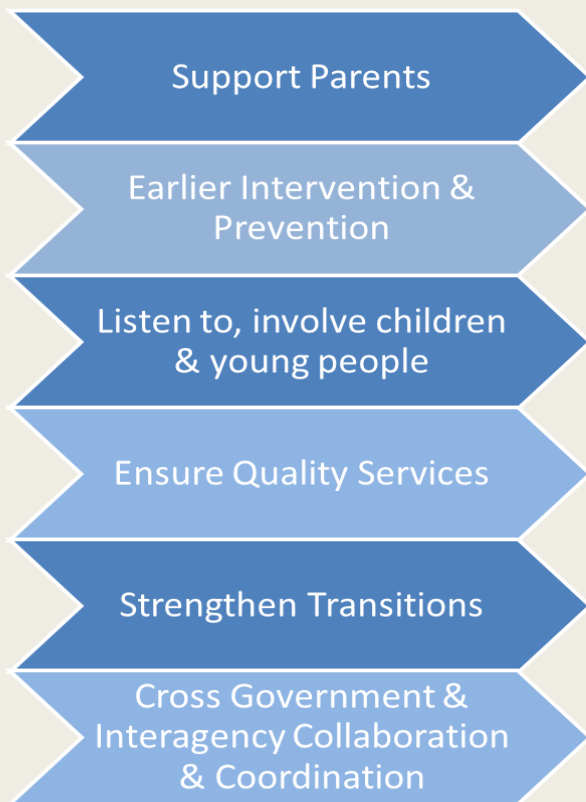 Support Parents
Earlier Intervention &
Prevention
Listen to, involve children
& young people
Ensure Quality Services
Strengthen Transitions
Cross Government &
Interagency Collaboration
& Coordination